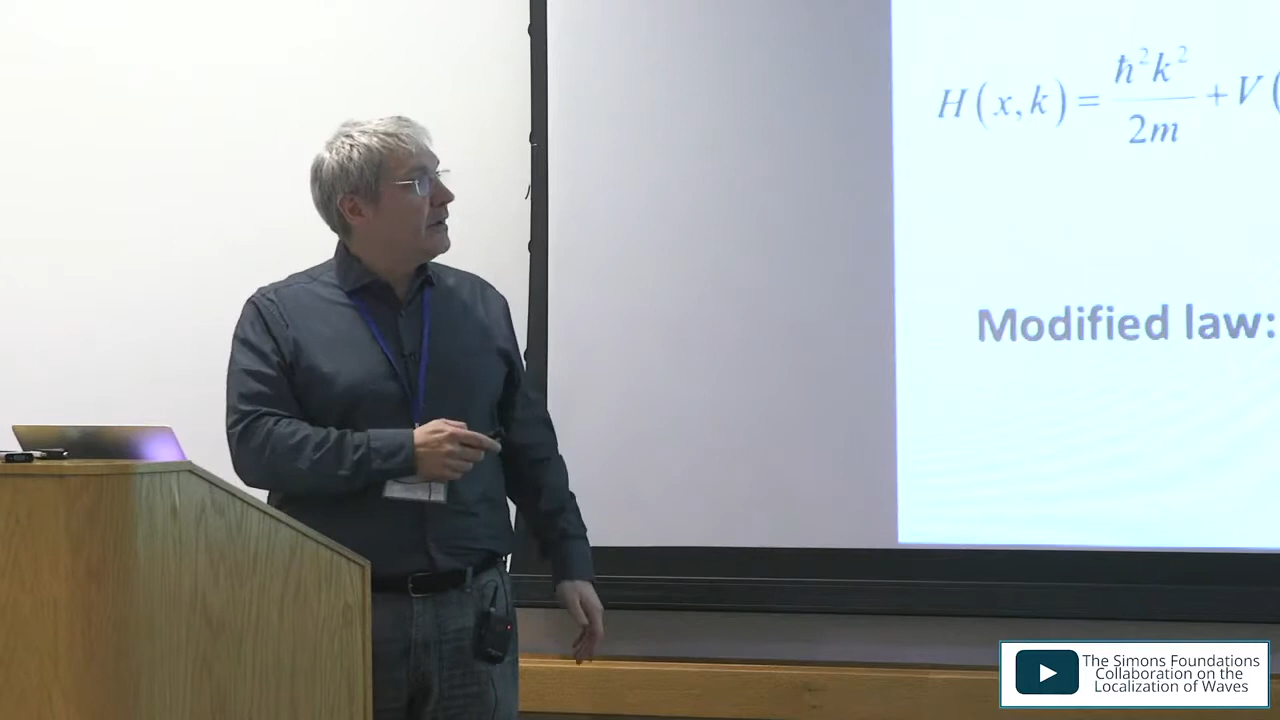 H(x,k) = ħ²k²/2m + V(
Modified law:
The Simons Foundations
Collaboration on the
Localization of Waves